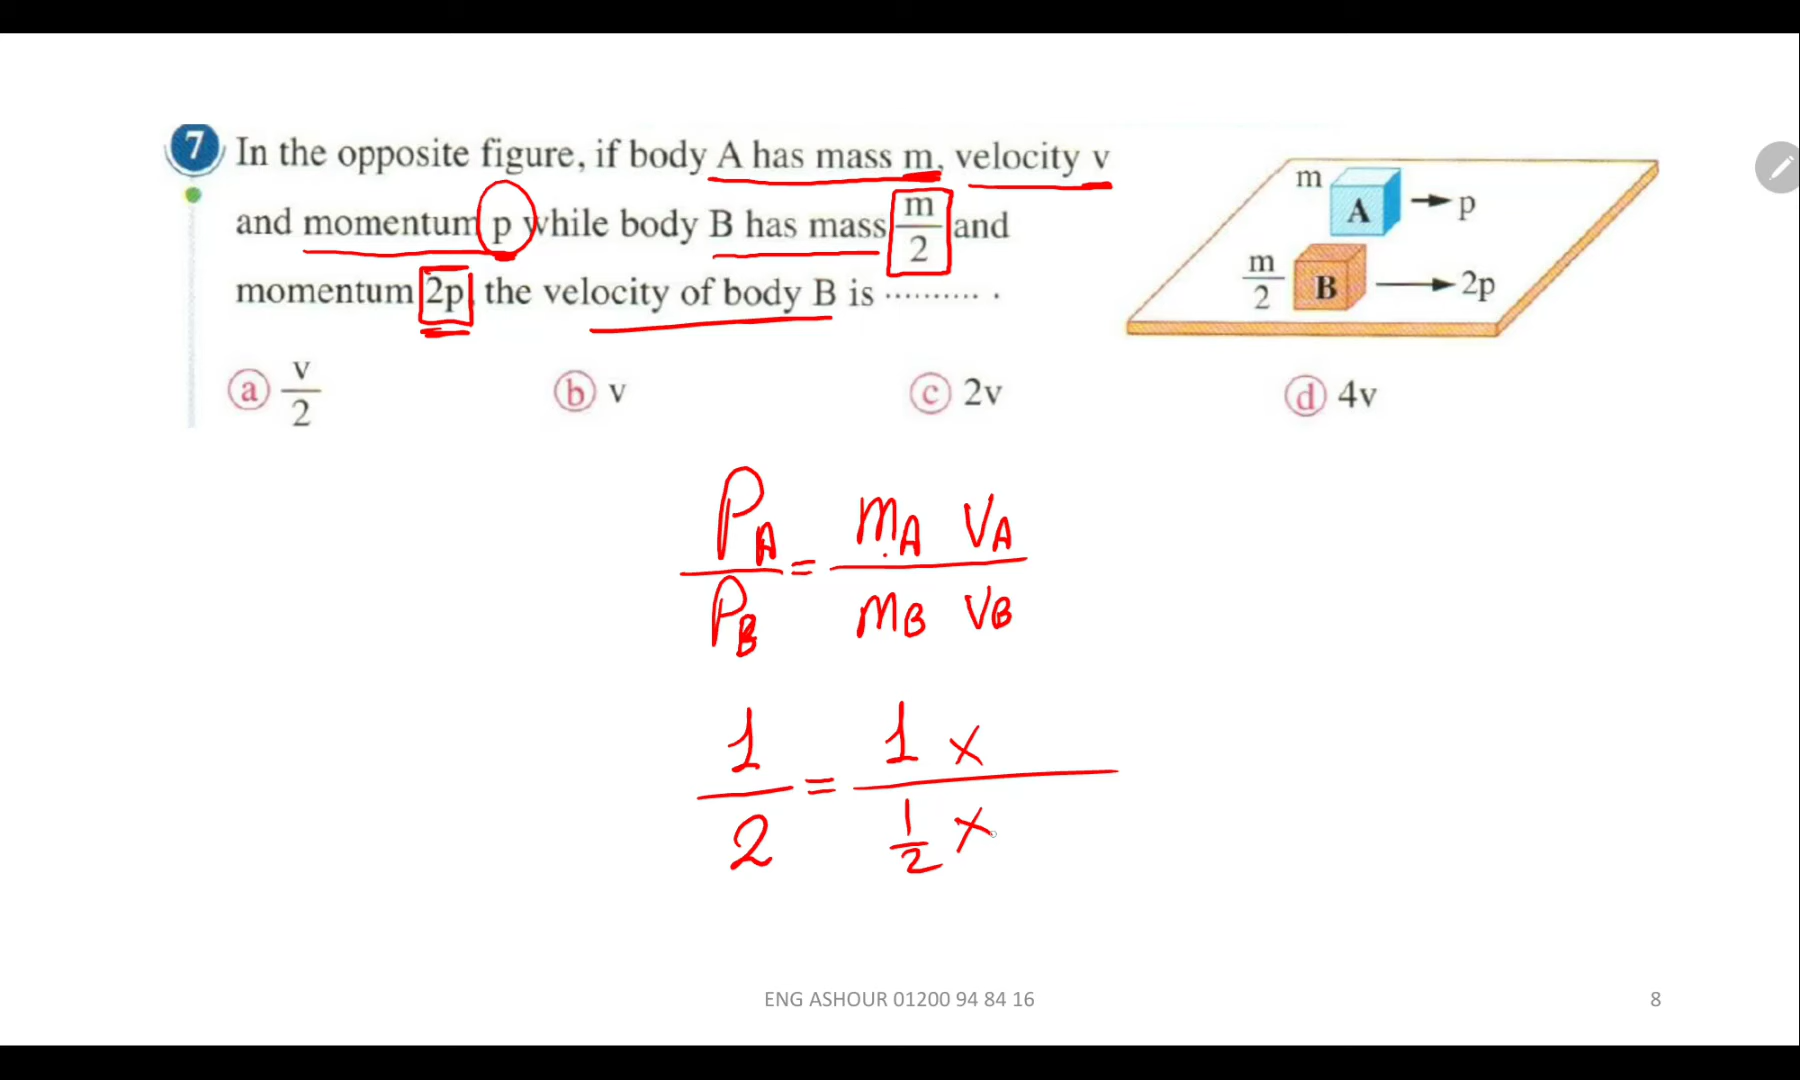 7 In the opposite figure, if body A has mass m, velocity v
and momentum p while body B has mass m/2 and
momentum 2p, the velocity of body B is .......... .
m A → p
m/2 B → 2p
a v/2 b v c 2v d 4v
P_A/P_B = m_A v_A/m_B v_B
1/2 = 1 ×/½ ×
ENG ASHOUR 01200 94 84 16 8